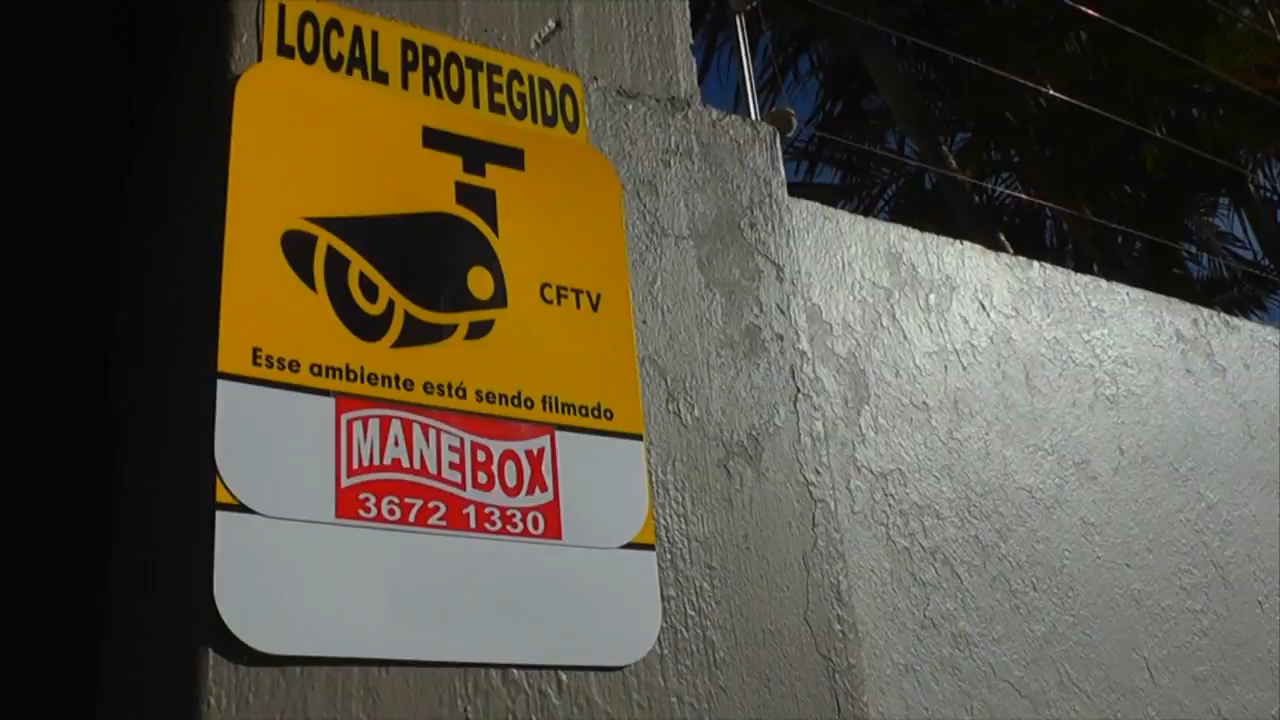 LOCAL PROTEGIDO
CFTV
Esse ambiente está sendo filmado
MANEBOX
3672 1330